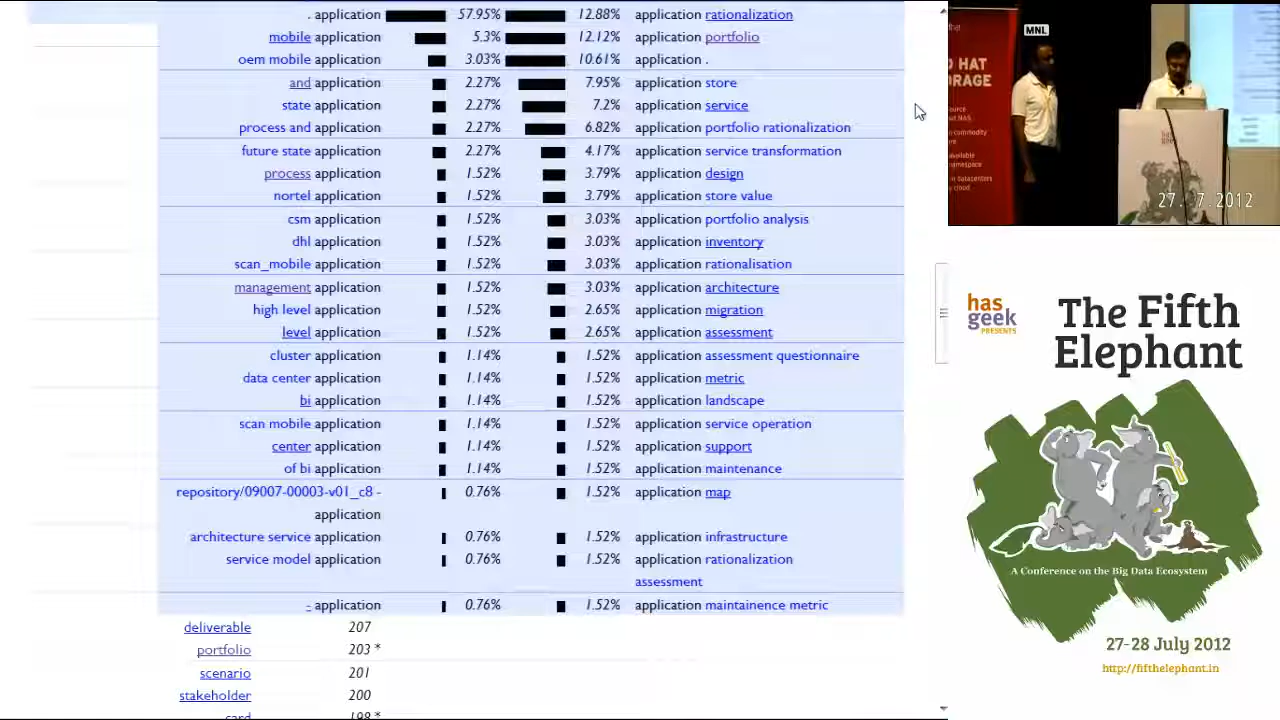 . application 57.95% 12.88% application rationalization
mobile application 5.3% 12.12% application portfolio
oem mobile application 3.03% 10.61% application .
and application 2.27% 7.95% application store
state application 2.27% 7.2% application service
process and application 2.27% 6.82% application portfolio rationalization
future state application 2.27% 4.17% application service transformation
process application 1.52% 3.79% application design
nortel application 1.52% 3.79% application store value
csm application 1.52% 3.03% application portfolio analysis
dhl application 1.52% 3.03% application inventory
scan_mobile application 1.52% 3.03% application rationalisation
management application 1.52% 3.03% application architecture
high level application 1.52% 2.65% application migration
level application 1.52% 2.65% application assessment
cluster application 1.14% 1.52% application assessment questionnaire
data center application 1.14% 1.52% application metric
bi application 1.14% 1.52% application landscape
scan mobile application 1.14% 1.52% application service operation
center application 1.14% 1.52% application support
of bi application 1.14% 1.52% application maintenance
repository/09007-00003-v01_c8 - 0.76% 1.52% application map
application
architecture service application 0.76% 1.52% application infrastructure
service model application 0.76% 1.52% application rationalization
assessment
- application 0.76% 1.52% application maintainence metric
deliverable 207
portfolio 203 *
scenario 201
stakeholder 200
card 198 *
MNL
HAT
ORAGE
27. 7.2012
has
geek
PRESENTS
The Fifth
Elephant
A Conference on the Big Data Ecosystem
27-28 July 2012
http://fifthelephant.in